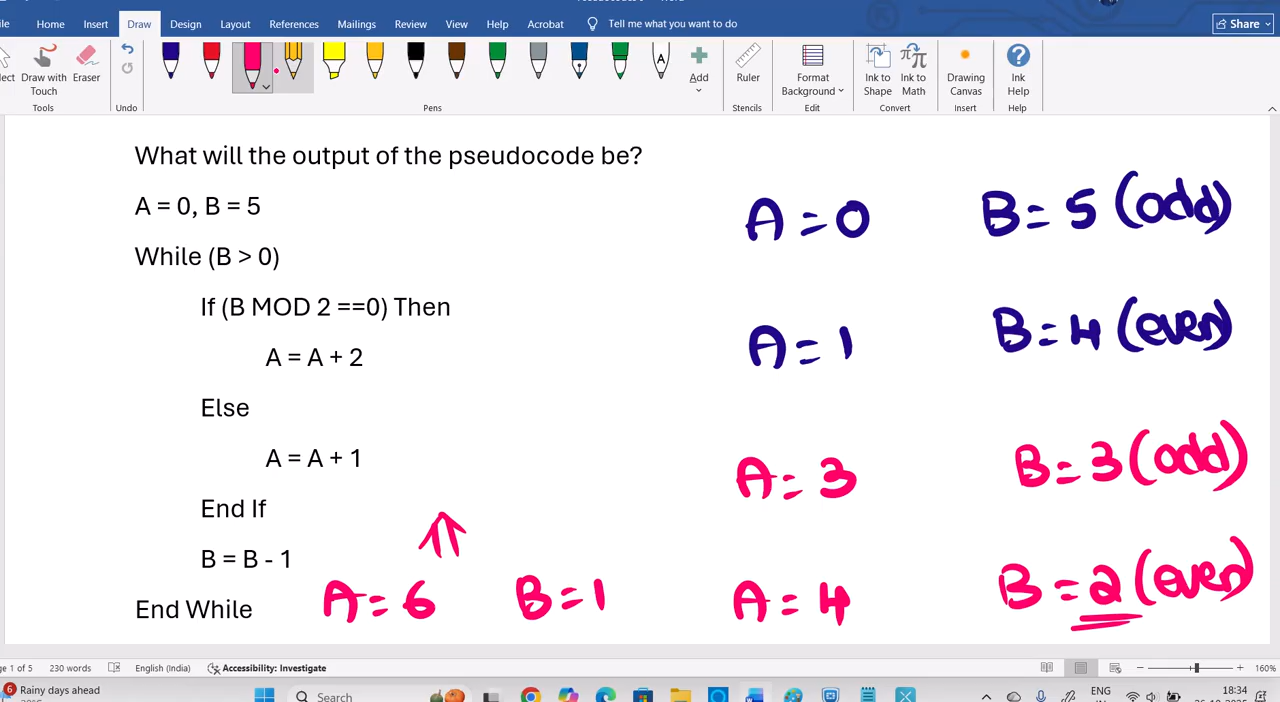 Home Insert Draw Design Layout References Mailings Review View Help Acrobat Tell me what you want to do Share
Draw with Touch
Eraser
Add
Ruler
Format Background
Ink to Shape
Ink to Math
Drawing Canvas
Ink Help
Tools Undo Pens Stencils Edit Convert Insert Help
What will the output of the pseudocode be?
A = 0, B = 5
A = 0 B = 5 (odd)
While (B > 0)
If (B MOD 2 ==0) Then
A = 1 B = 4 (even)
A = A + 2
Else
A = A + 1
A = 3 B = 3 (odd)
End If
B = B - 1
End While
A = 6 B = 1 A = 4 B = 2 (even)
1 of 5 230 words English (India) Accessibility: Investigate 160%
6 Rainy days ahead
Search
ENG
18:34